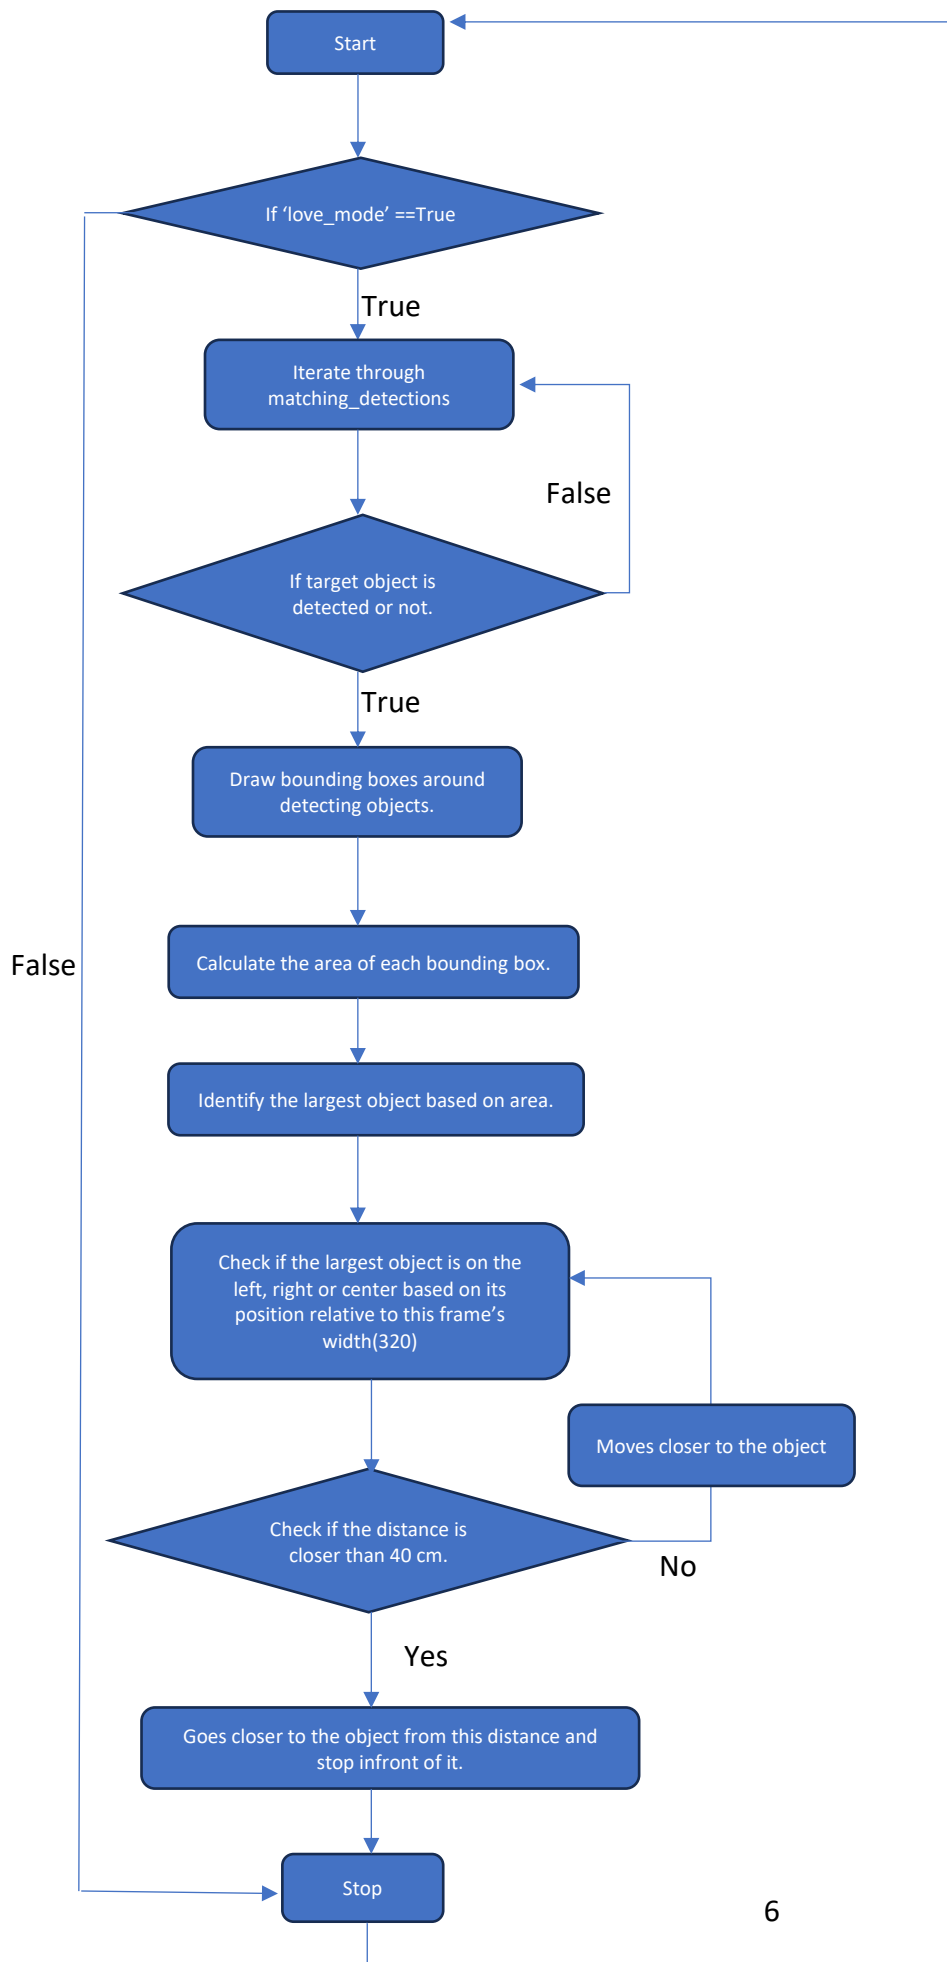 Start
If ‘love_mode’ ==True
True
Iterate through
matching_detections
False
If target object is
detected or not.
True
Draw bounding boxes around
detecting objects.
False
Calculate the area of each bounding box.
Identify the largest object based on area.
Check if the largest object is on the
left, right or center based on its
position relative to this frame’s
width(320)
Moves closer to the object
Check if the distance is
closer than 40 cm.
No
Yes
Goes closer to the object from this distance and
stop infront of it.
Stop
6